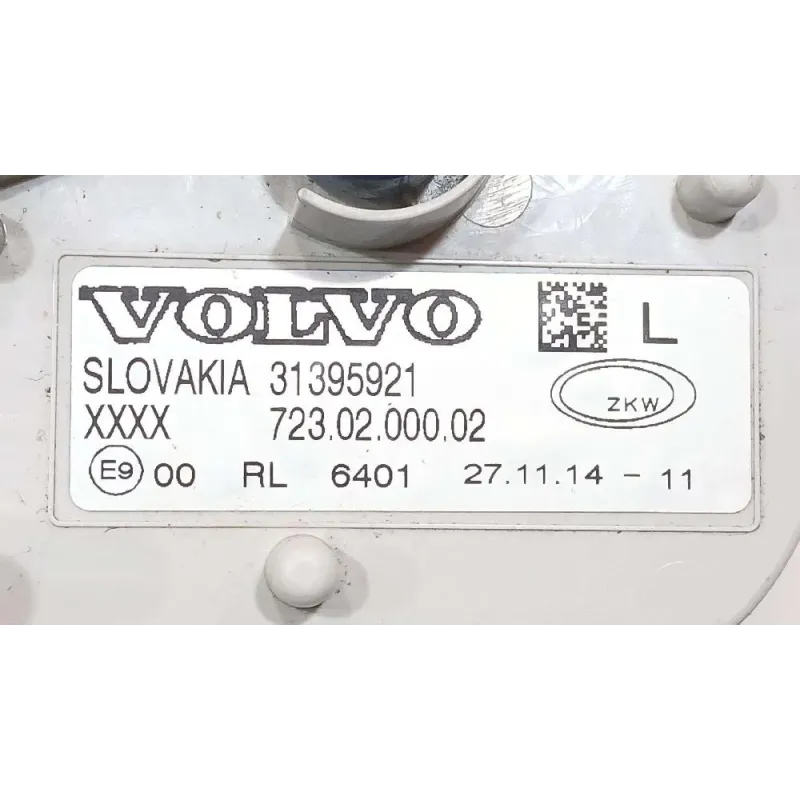 VOLVO L
SLOVAKIA 31395921 ZKW
XXXX 723.02.000.02
E9 00 RL 6401 27.11.14 - 11